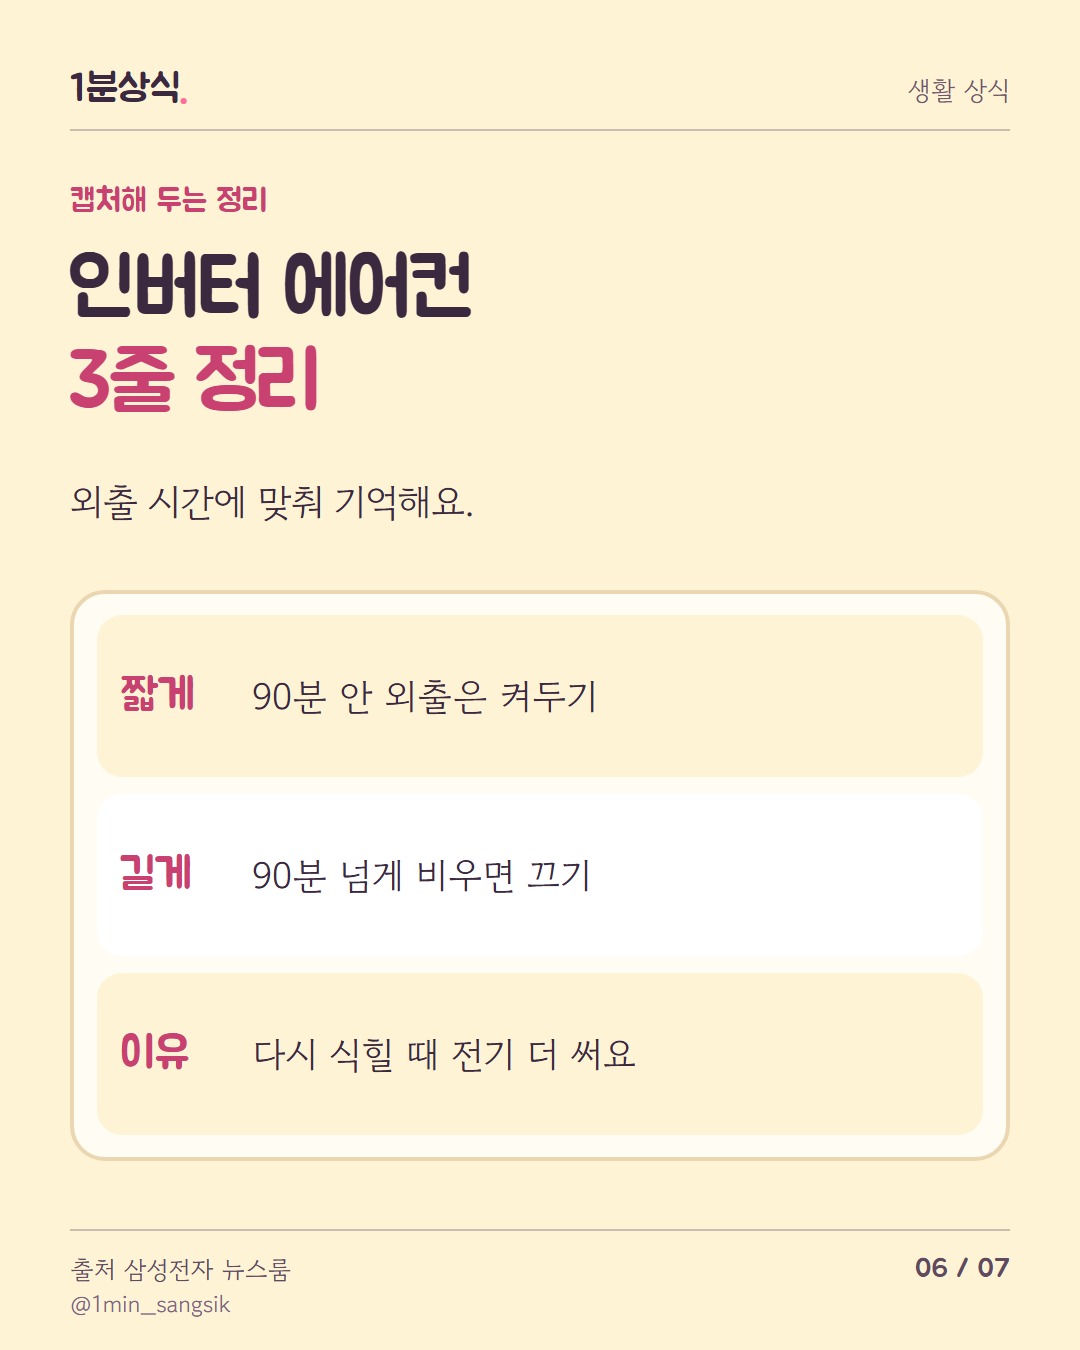 1분상식.
생활 상식
캡처해 두는 정리
인버터 에어컨
3줄 정리
외출 시간에 맞춰 기억해요.
짧게 90분 안 외출은 켜두기
길게 90분 넘게 비우면 끄기
이유 다시 식힐 때 전기 더 써요
출처 삼성전자 뉴스룸
06 / 07
@1min_sangsik